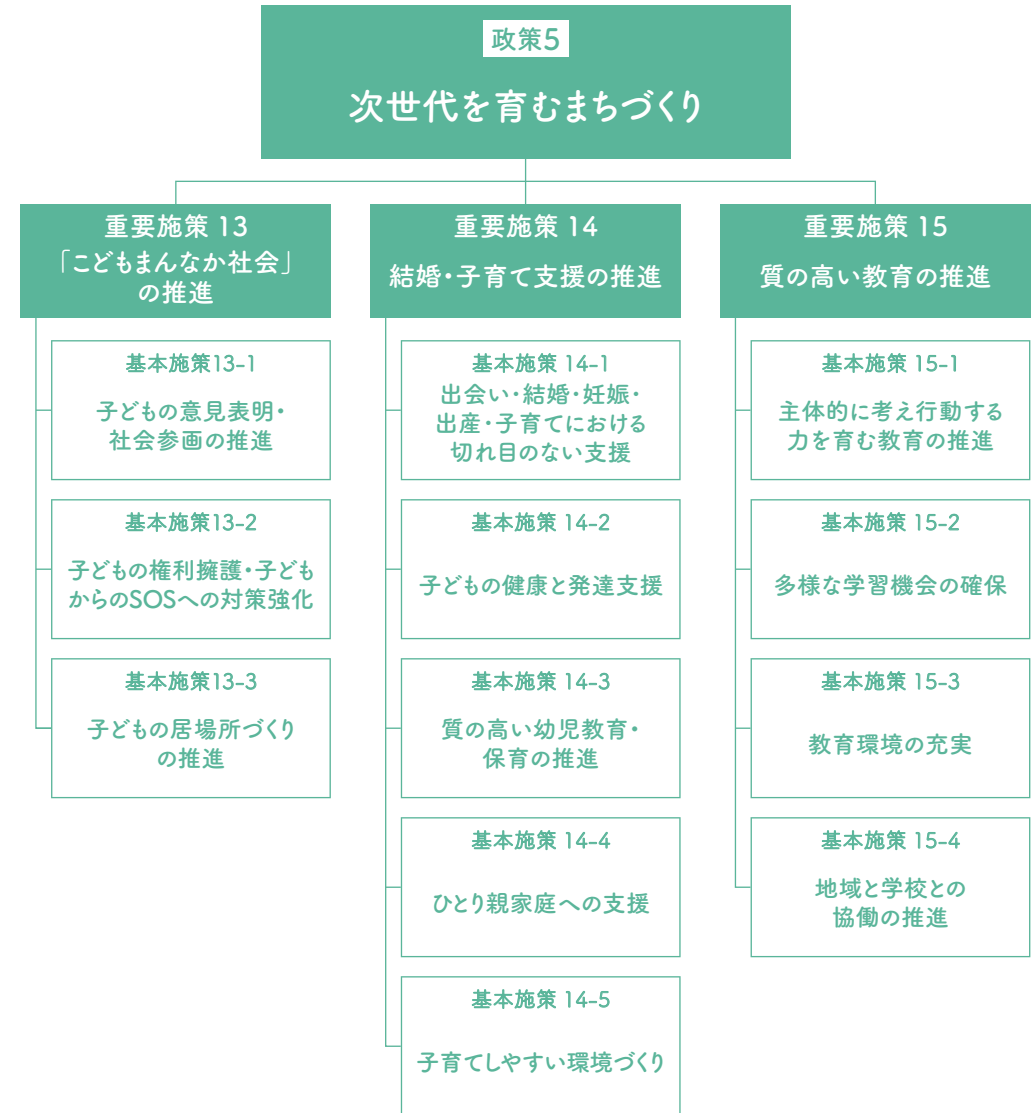 政策5
次世代を育むまちづくり
重要施策 13
「こどもまんなか社会」
の推進
基本施策13-1
子どもの意見表明・
社会参画の推進
基本施策13-2
子どもの権利擁護・子ども
からのSOSへの対策強化
基本施策13-3
子どもの居場所づくり
の推進
重要施策 14
結婚・子育て支援の推進
基本施策 14-1
出会い・結婚・妊娠・
出産・子育てにおける
切れ目のない支援
基本施策 14-2
子どもの健康と発達支援
基本施策 14-3
質の高い幼児教育・
保育の推進
基本施策 14-4
ひとり親家庭への支援
基本施策 14-5
子育てしやすい環境づくり
重要施策 15
質の高い教育の推進
基本施策 15-1
主体的に考え行動する
力を育む教育の推進
基本施策 15-2
多様な学習機会の確保
基本施策 15-3
教育環境の充実
基本施策 15-4
地域と学校との
協働の推進